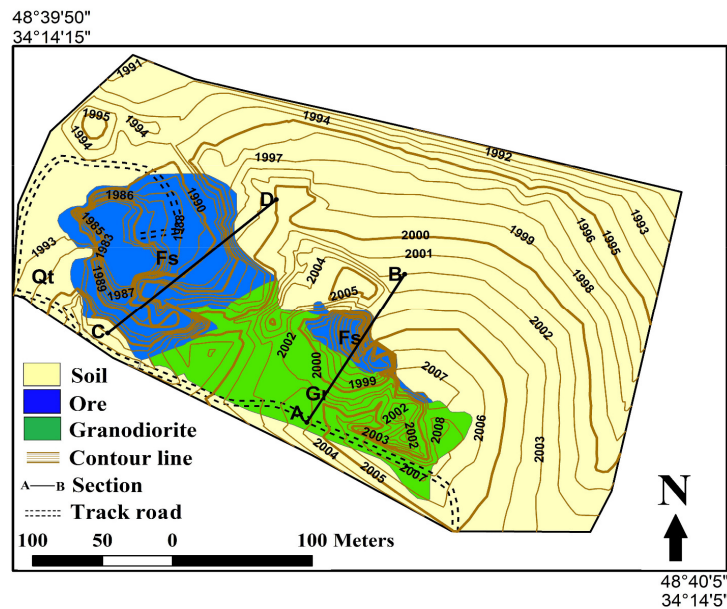 48°39'50"
34°14'15"
1991
1995
1994
1994
1994
1992
1997
1986
1990
1993
D
1985
1988
1983
2000
1999
1996
1995
1993
Fs
2001
1989
2004
B
1998
Qt
1987
2005
C
2002
Fs
2002
2000
2007
1999
Gr
A
2002
2006
2008
2002
2003
2003
2004
2007
2005
Soil
Ore
Granodiorite
Contour line
A—B Section
Track road
N
100 50 0 100 Meters
48°40'5"
34°14'5"